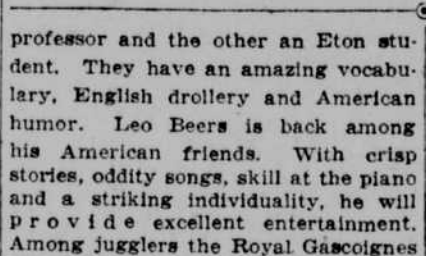 professor and the other an Eton stu-
dent. They have an amazing vocabu-
lary, English drollery and American
humor. Leo Beers is back among
his American friends. With crisp
stories, oddity songs, skill at the piano
and a striking individuality, he will
provide excellent entertainment.
Among jugglers the Royal Gascoignes